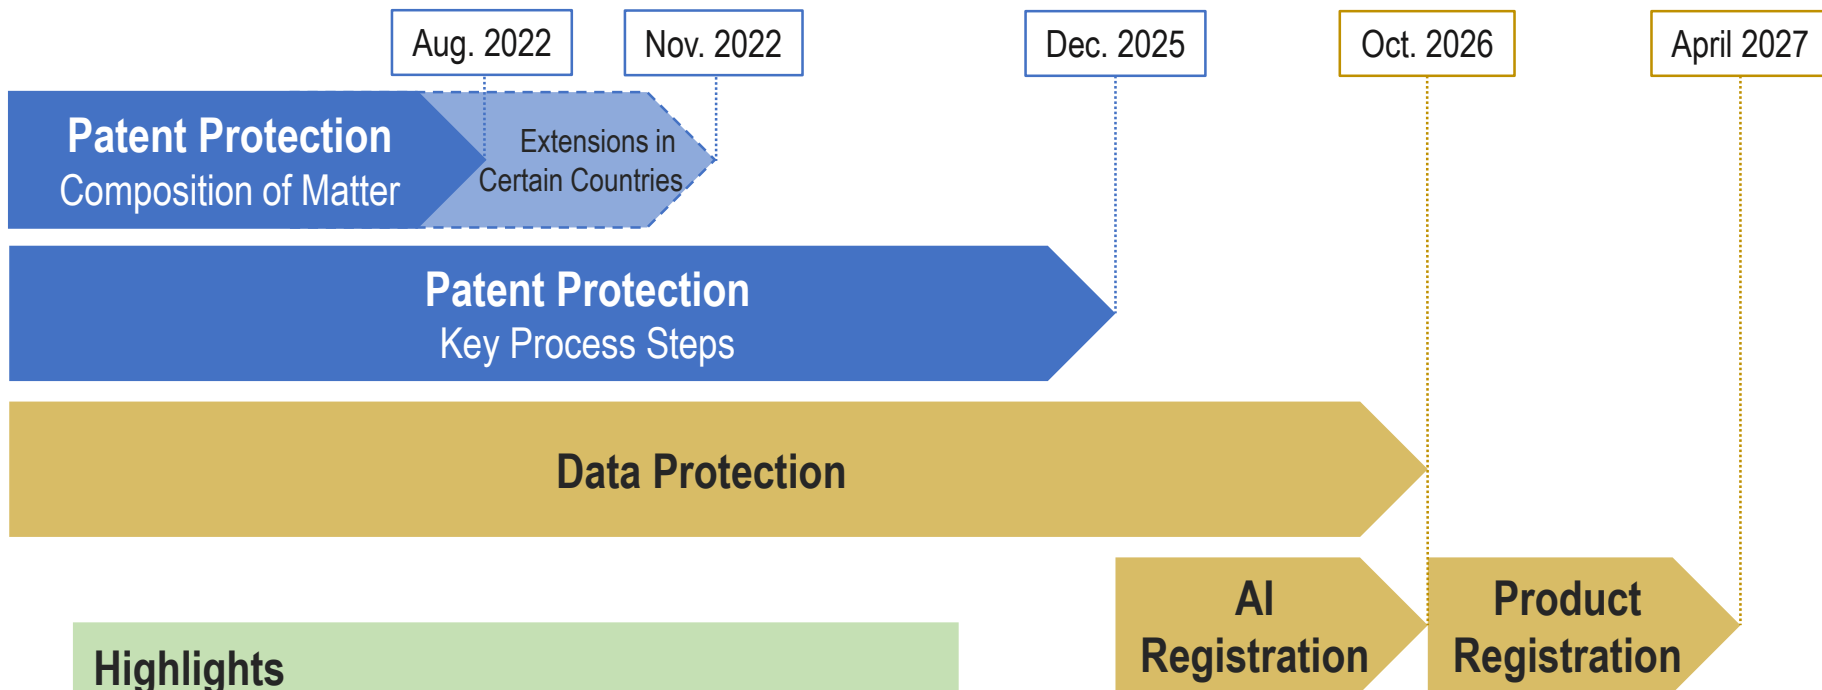 Aug. 2022
Nov. 2022
Dec. 2025
Oct. 2026
April 2027
Patent Protection
Composition of Matter
Extensions in
Certain Countries
Patent Protection
Key Process Steps
Data Protection
AI
Registration
Product
Registration
Highlights